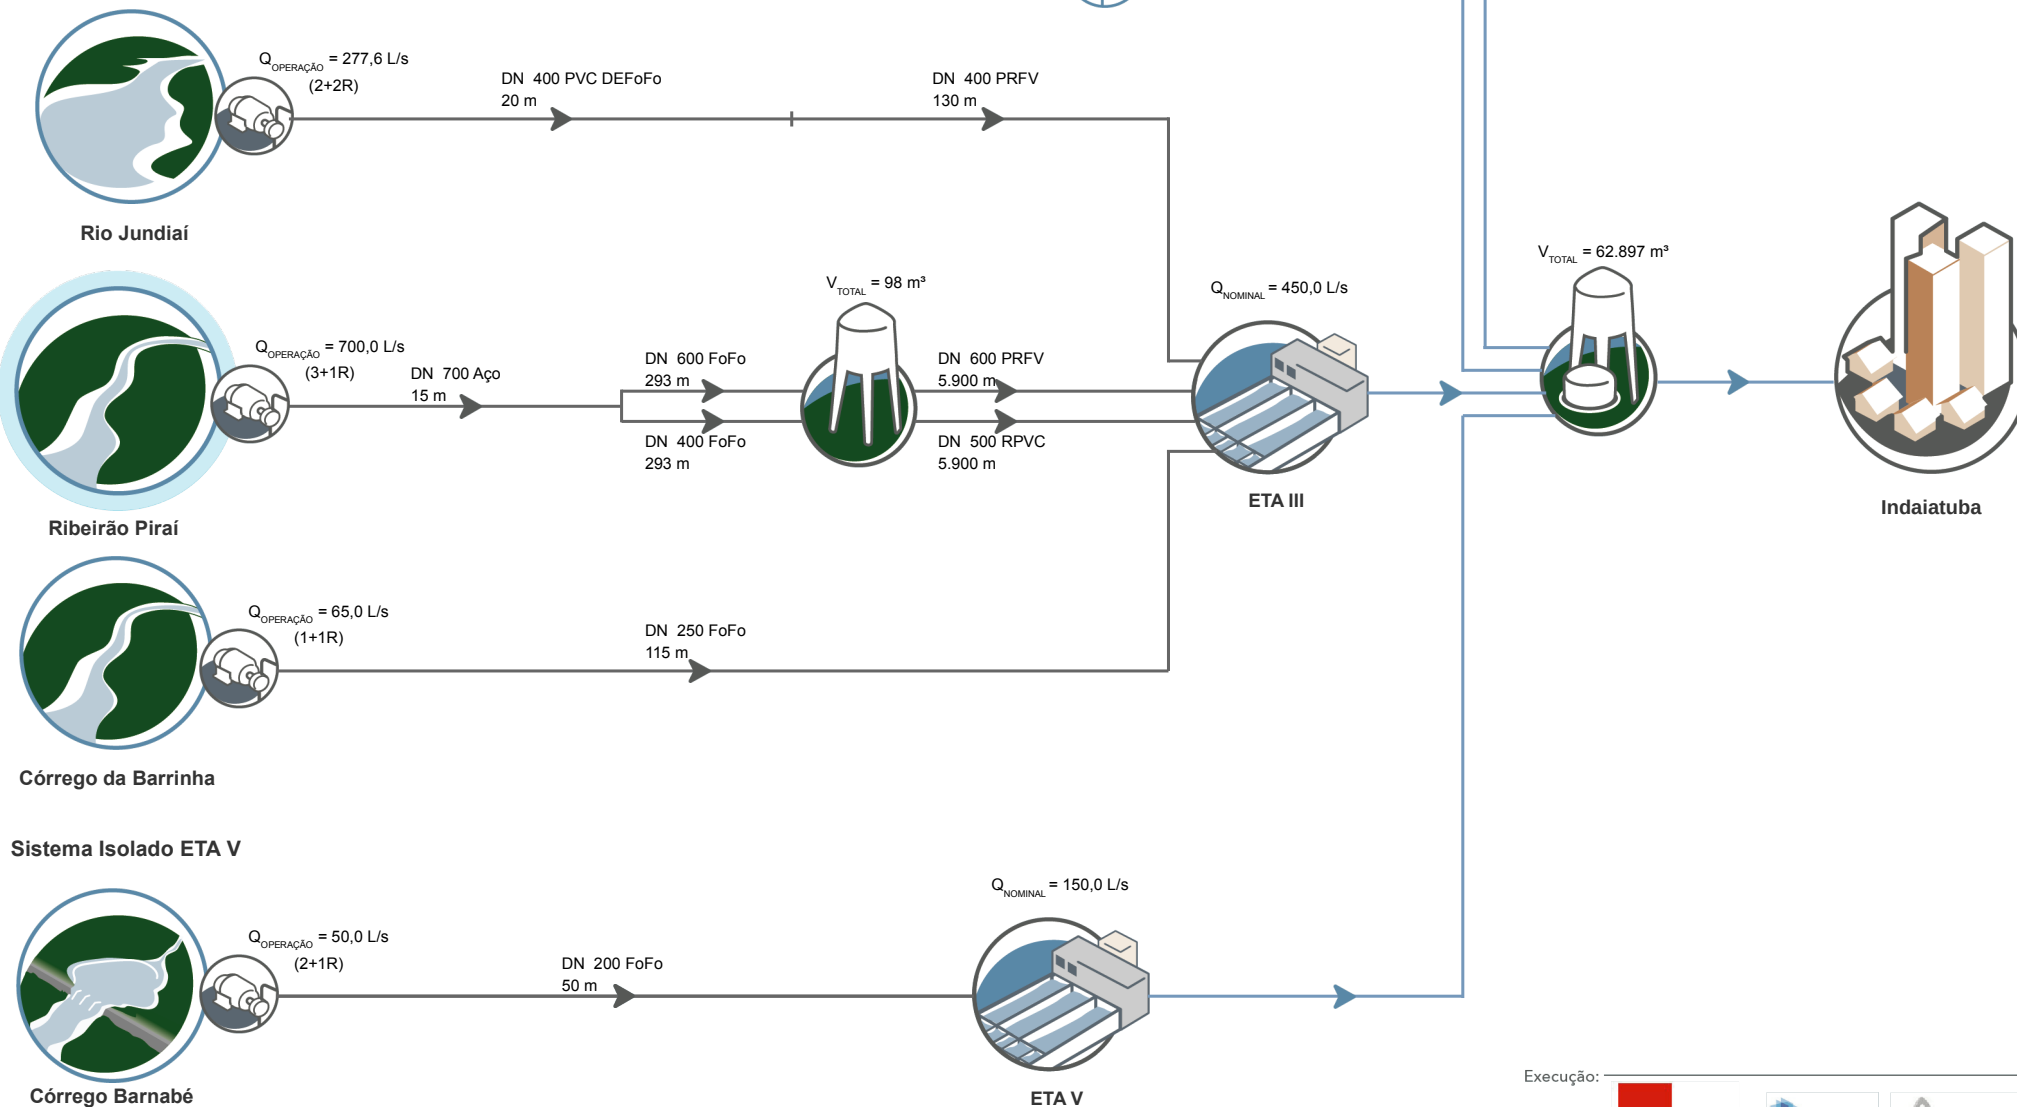 Q OPERAÇÃO = 277,6 L/s
(2+2R)
DN 400 PVC DEFoFo
20 m
DN 400 PRFV
130 m
Rio Jundiaí
V TOTAL = 98 m³
Q NOMINAL = 450,0 L/s
V TOTAL = 62.897 m³
Q OPERAÇÃO = 700,0 L/s
(3+1R)
DN 700 Aço
15 m
DN 600 FoFo
293 m
DN 600 PRFV
5.900 m
DN 400 FoFo
293 m
DN 500 RPVC
5.900 m
ETA III
Indaiatuba
Ribeirão Piraí
Q OPERAÇÃO = 65,0 L/s
(1+1R)
DN 250 FoFo
115 m
Córrego da Barrinha
Sistema Isolado ETA V
Q OPERAÇÃO = 50,0 L/s
(2+1R)
DN 200 FoFo
50 m
Q NOMINAL = 150,0 L/s
Córrego Barnabé
ETA V
Execução: